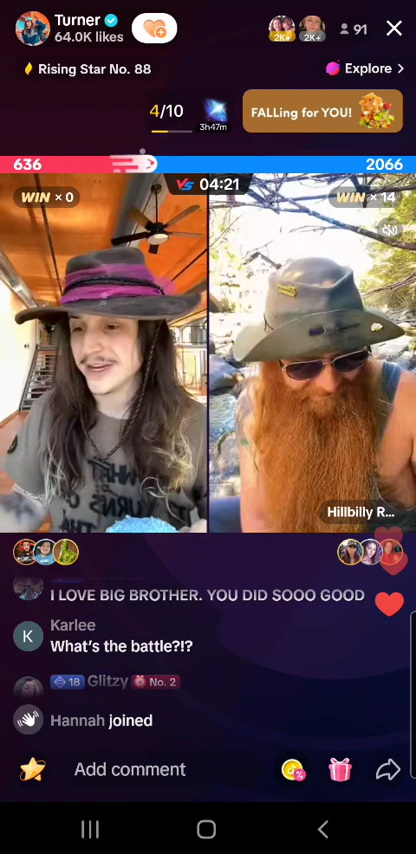 Turner
64.0K likes
2K+
2K+
91
Rising Star No. 88
Explore >
4/10
3h47m
FALLing for YOU!
636
2066
WIN × 0
VS 04:21
WIN × 14
Hillbilly R...
I LOVE BIG BROTHER. YOU DID SOOO GOOD
K
Karlee
What's the battle?!?
18 Glitzy No. 2
Hannah joined
Add comment